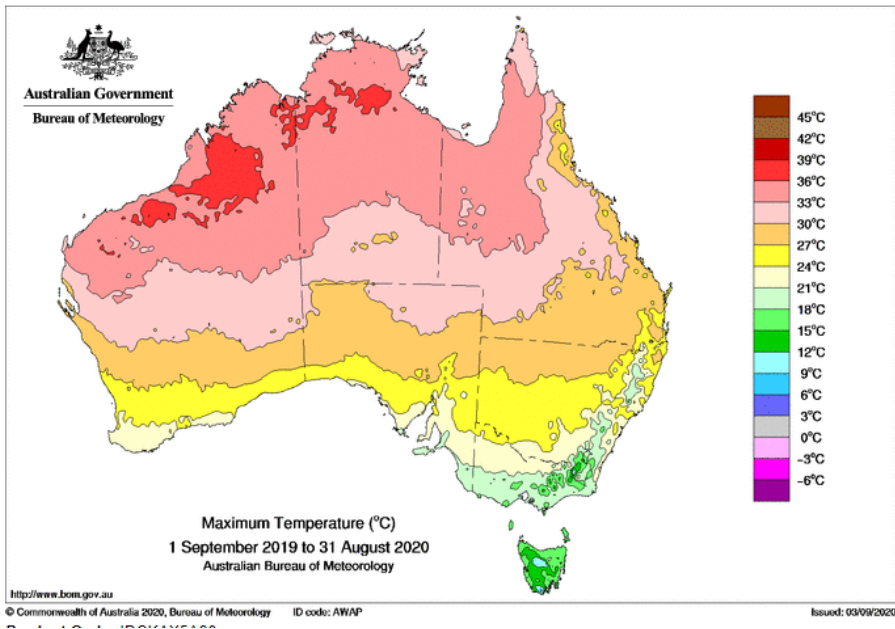 Australian Government
Bureau of Meteorology
45°C
42°C
39°C
36°C
33°C
30°C
27°C
24°C
21°C
18°C
15°C
12°C
9°C
6°C
3°C
0°C
-3°C
-6°C
Maximum Temperature (°C)
1 September 2019 to 31 August 2020
Australian Bureau of Meteorology
http://www.bom.gov.au
© Commonwealth of Australia 2020, Bureau of Meteorology ID code: AWAP Issued: 03/09/2020